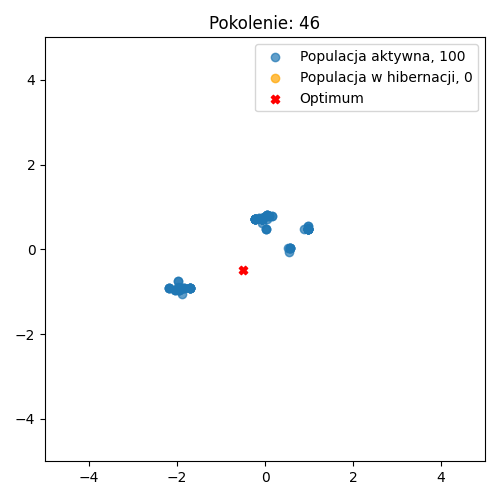 Pokolenie: 46
Populacja aktywna, 100
Populacja w hibernacji, 0
Optimum
4
2
0
−2
−4
−4 −2 0 2 4